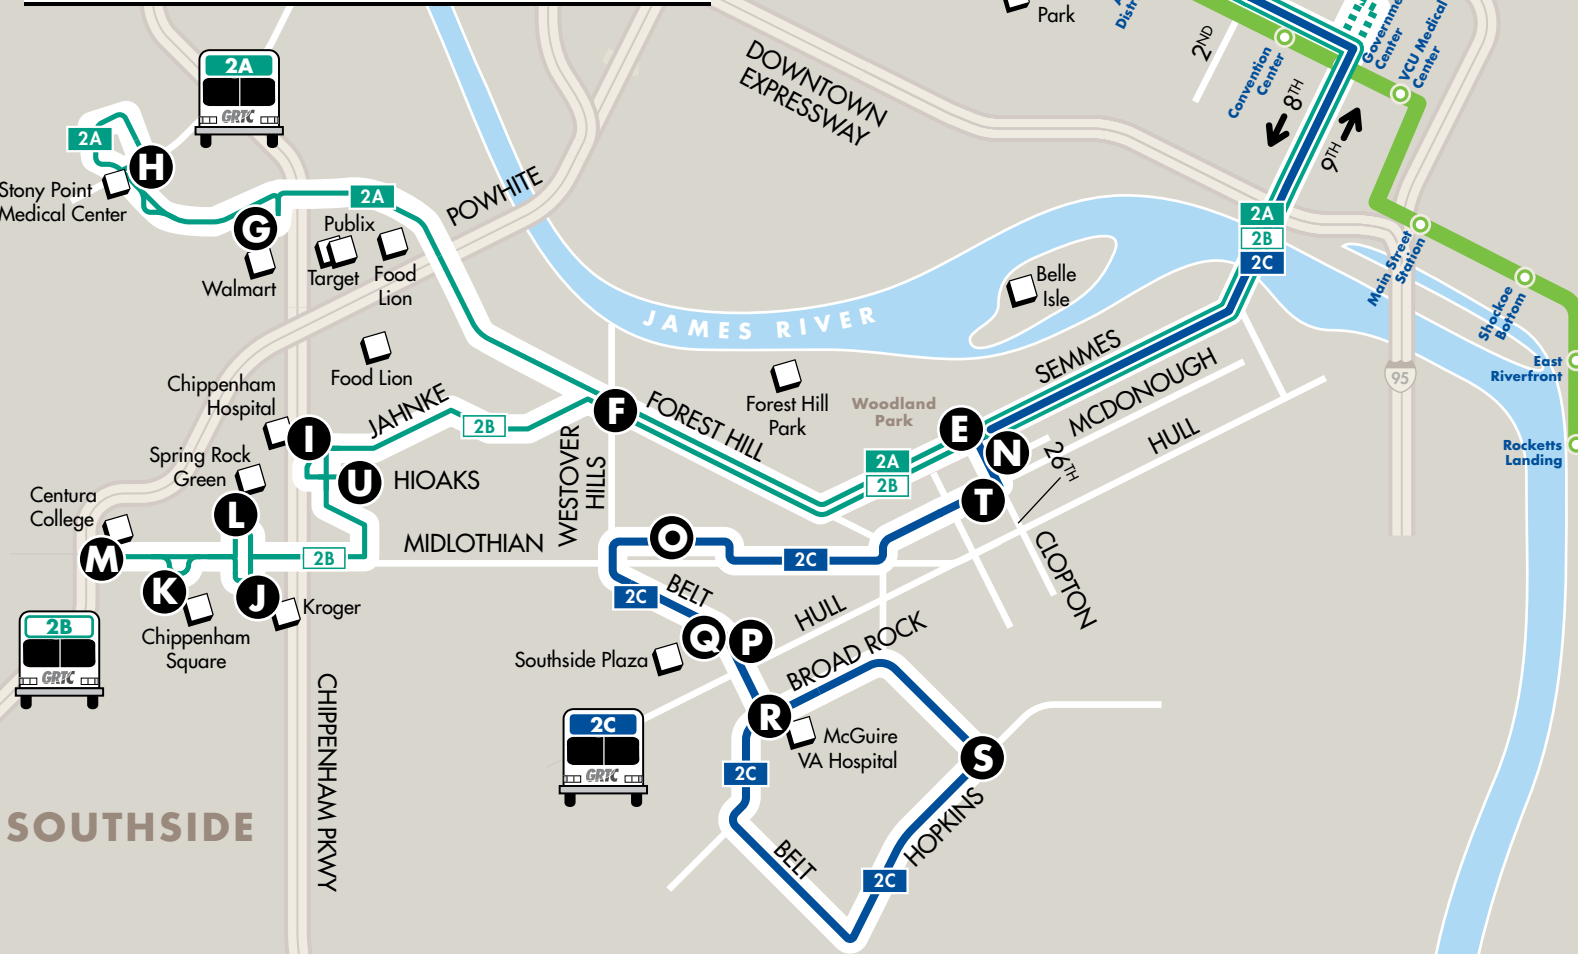 Park
2ND
Convention
Center
Center
VCU Medical
Center
8TH
9TH
DOWNTOWN
EXPRESSWAY
2A
GRTC
2A
H
Stony Point
Medical Center
G
Walmart
2A
Publix
Target
Food
Lion
POWHITE
2A
2B
2C
Main Street
Station
Shockoe
Bottom
East
Riverfront
Rocketts
Landing
95
Belle
Isle
JAMES RIVER
Food Lion
Chippenham
Hospital
I
JAHNKE
2B
F
FOREST HILL
Forest Hill
Park
Woodland
Park
E
SEMMES
MCDONOUGH
HULL
N
26TH
T
2A
2B
Spring Rock
Green
U
HIOAKS
WESTOVER
HILLS
Centura
College
L
M
K
J
2B
MIDLOTHIAN
O
2C
CLOPTON
Kroger
Chippenham
Square
2B
GRTC
2C
BELT
Q
P
HULL
BROAD ROCK
Southside Plaza
R
McGuire
VA Hospital
S
2C
GRTC
2C
CHIPPENHAM PKWY
SOUTHSIDE
BELT
HOPKINS
2C